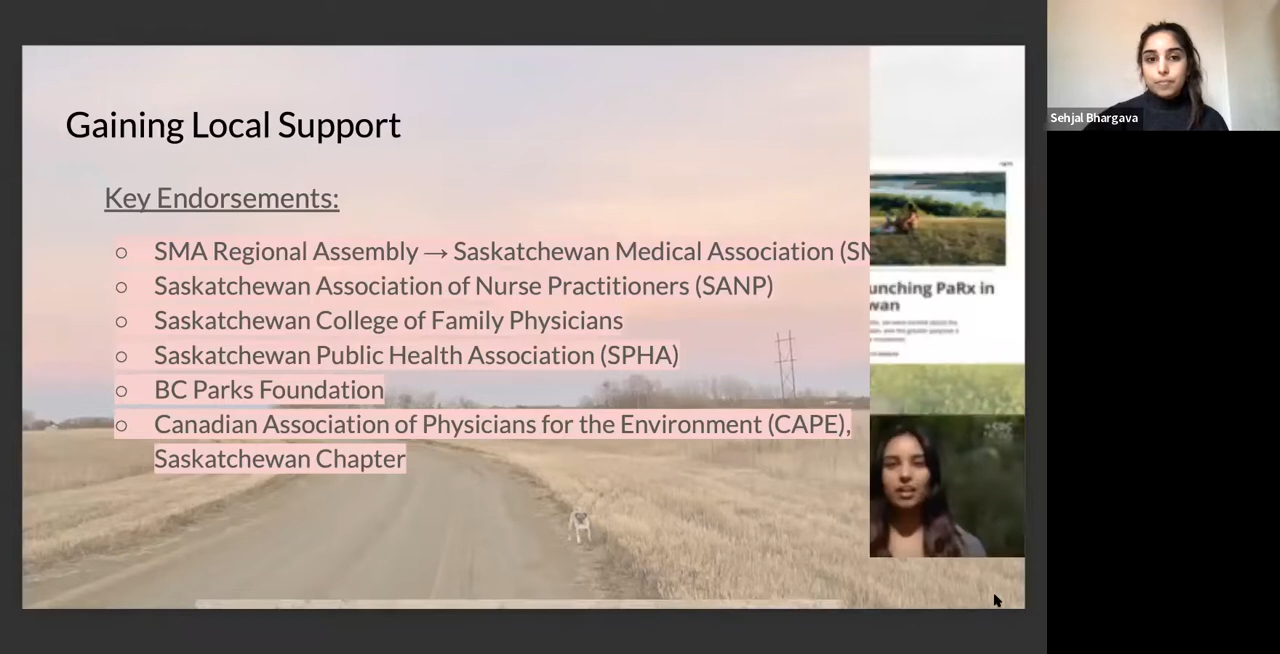 Gaining Local Support
Key Endorsements:
○ SMA Regional Assembly → Saskatchewan Medical Association (SM
○ Saskatchewan Association of Nurse Practitioners (SANP)
○ Saskatchewan College of Family Physicians
○ Saskatchewan Public Health Association (SPHA)
○ BC Parks Foundation
○ Canadian Association of Physicians for the Environment (CAPE),
Saskatchewan Chapter
unching PaRx in
wan
CBC
Sehjal Bhargava